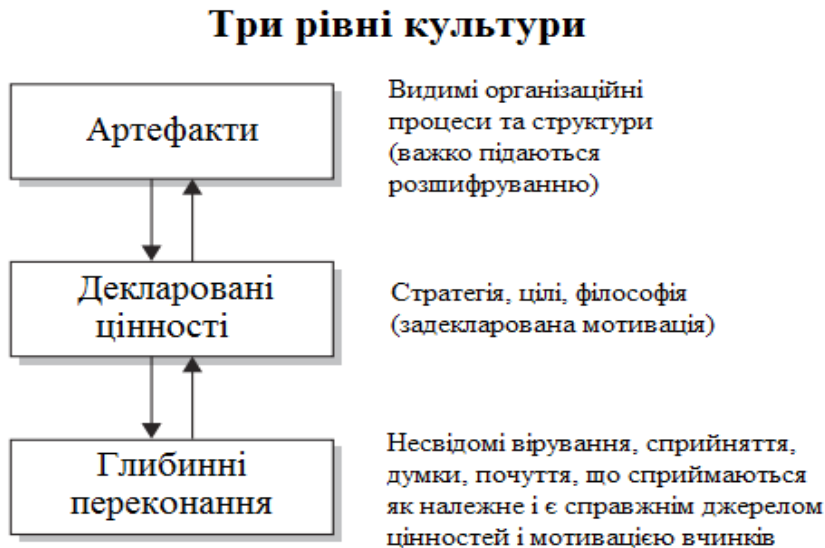 Три рівні культури
Артефакти
Видимі організаційні
процеси та структури
(важко підаються
розшифруванню)
Декларовані
цінності
Стратегія, цілі, філософія
(задекларована мотивація)
Глибинні
переконання
Несвідомі вірування, сприйняття,
думки, почуття, що сприймаються
як належне і є справжнім джерелом
цінностей і мотивацією вчинків